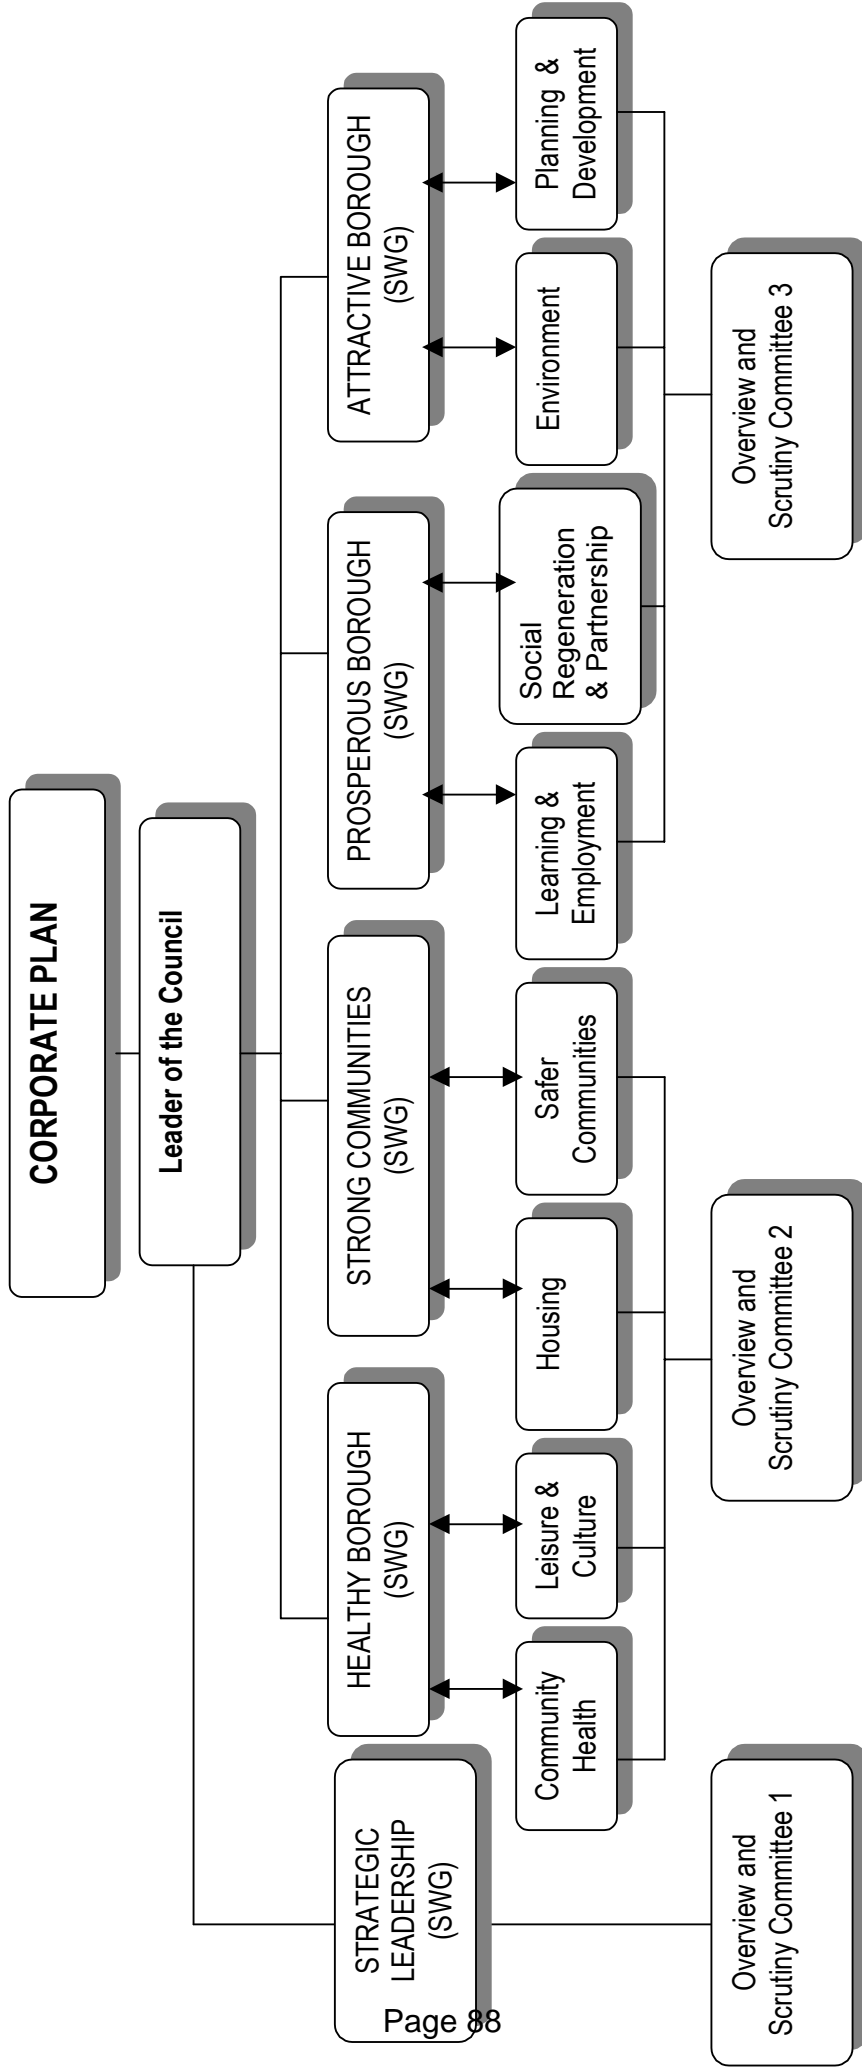 CORPORATE PLAN
Leader of the Council
STRATEGIC
LEADERSHIP
(SWG)
HEALTHY BOROUGH
(SWG)
STRONG COMMUNITIES
(SWG)
PROSPEROUS BOROUGH
(SWG)
ATTRACTIVE BOROUGH
(SWG)
Community
Health
Leisure &
Culture
Housing
Safer
Communities
Learning &
Employment
Social
Regeneration
& Partnership
Environment
Planning &
Development
Overview and
Scrutiny Committee 1
Overview and
Scrutiny Committee 2
Overview and
Scrutiny Committee 3
Page 88